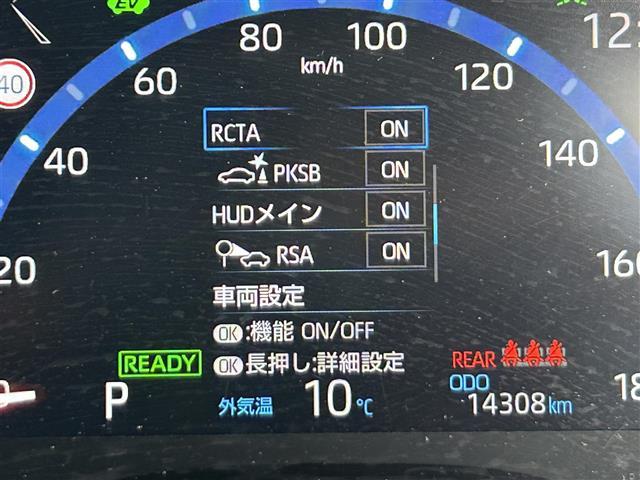 EV
80
100
60
km/h
120
40
RCTA ON
40
PKSB ON
140
HUDメイン ON
20
RSA ON
160
車両設定
OK:機能 ON/OFF
READY
OK長押し:詳細設定
REAR
P
外気温 10℃
ODO
14308km